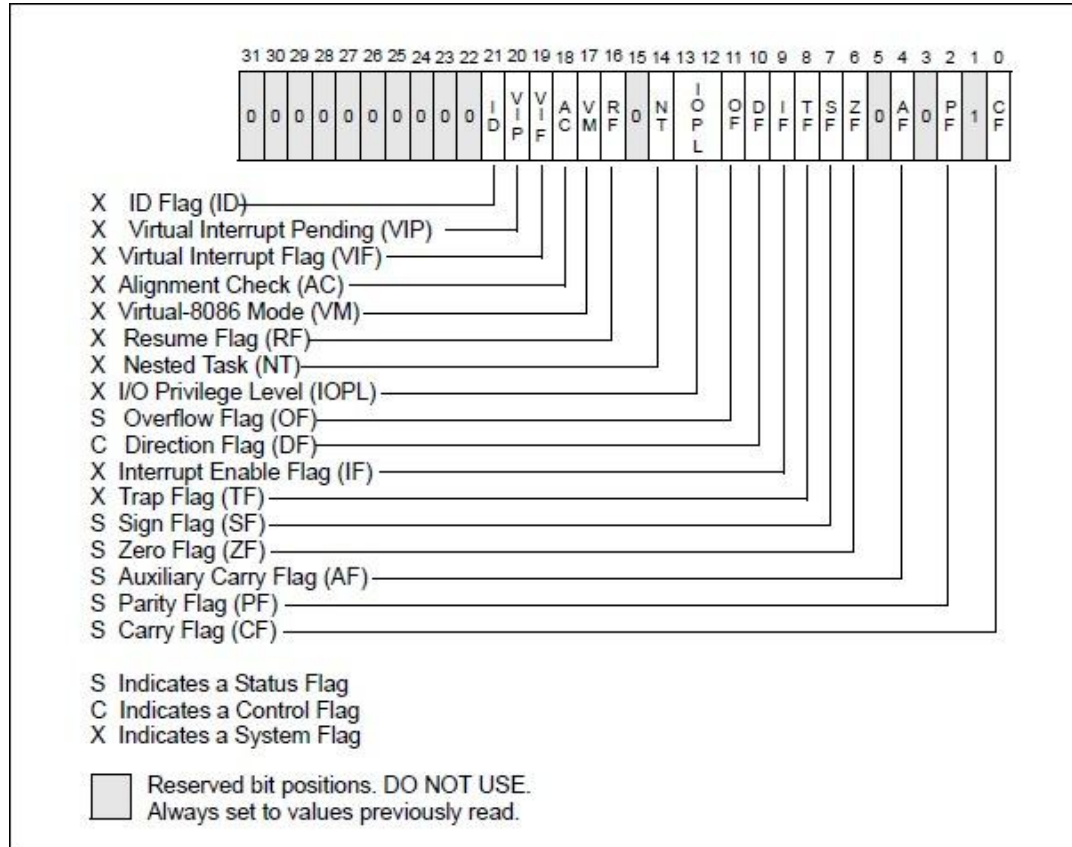 31 30 29 28 27 26 25 24 23 22 21 20 19 18 17 16 15 14 13 12 11 10 9 8 7 6 5 4 3 2 1 0
0 0 0 0 0 0 0 0 0 0 ID VIP VIF AC VM RF 0 NT IOPL OF DF IF TF SF ZF 0 AF 0 PF 1 CF
X ID Flag (ID)
X Virtual Interrupt Pending (VIP)
X Virtual Interrupt Flag (VIF)
X Alignment Check (AC)
X Virtual-8086 Mode (VM)
X Resume Flag (RF)
X Nested Task (NT)
X I/O Privilege Level (IOPL)
S Overflow Flag (OF)
C Direction Flag (DF)
X Interrupt Enable Flag (IF)
X Trap Flag (TF)
S Sign Flag (SF)
S Zero Flag (ZF)
S Auxiliary Carry Flag (AF)
S Parity Flag (PF)
S Carry Flag (CF)
S Indicates a Status Flag
C Indicates a Control Flag
X Indicates a System Flag
Reserved bit positions. DO NOT USE.
Always set to values previously read.